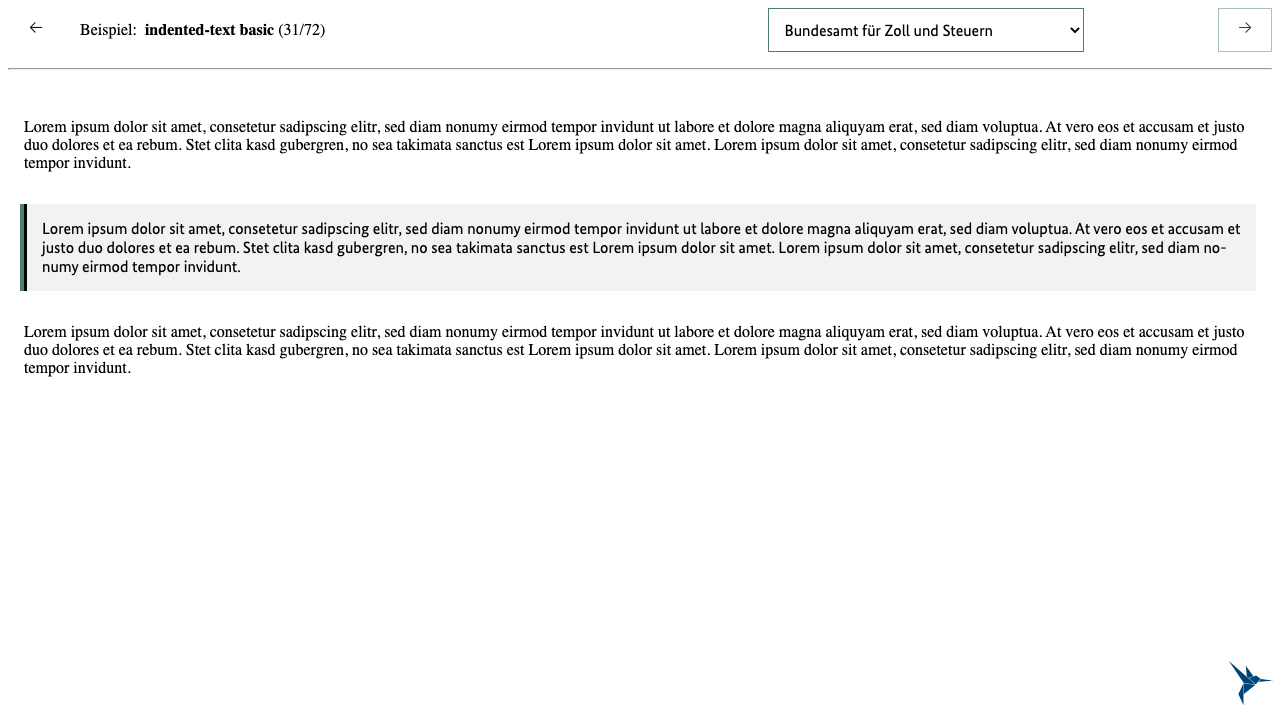 Beispiel: indented-text basic (31/72)
Bundesamt für Zoll und Steuern
Lorem ipsum dolor sit amet, consetetur sadipscing elitr, sed diam nonumy eirmod tempor invidunt ut labore et dolore magna aliquyam erat, sed diam voluptua. At vero eos et accusam et justo
duo dolores et ea rebum. Stet clita kasd gubergren, no sea takimata sanctus est Lorem ipsum dolor sit amet. Lorem ipsum dolor sit amet, consetetur sadipscing elitr, sed diam nonumy eirmod
tempor invidunt.
Lorem ipsum dolor sit amet, consetetur sadipscing elitr, sed diam nonumy eirmod tempor invidunt ut labore et dolore magna aliquyam erat, sed diam voluptua. At vero eos et accusam et
justo duo dolores et ea rebum. Stet clita kasd gubergren, no sea takimata sanctus est Lorem ipsum dolor sit amet. Lorem ipsum dolor sit amet, consetetur sadipscing elitr, sed diam no-
numy eirmod tempor invidunt.
Lorem ipsum dolor sit amet, consetetur sadipscing elitr, sed diam nonumy eirmod tempor invidunt ut labore et dolore magna aliquyam erat, sed diam voluptua. At vero eos et accusam et justo
duo dolores et ea rebum. Stet clita kasd gubergren, no sea takimata sanctus est Lorem ipsum dolor sit amet. Lorem ipsum dolor sit amet, consetetur sadipscing elitr, sed diam nonumy eirmod
tempor invidunt.